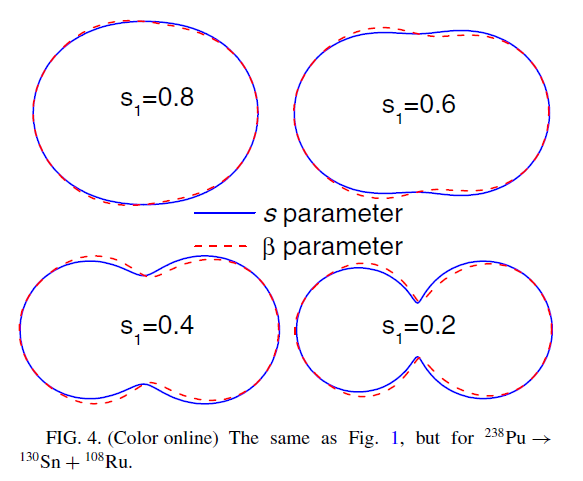 s₁=0.8
s₁=0.6
s parameter
β parameter
s₁=0.4
s₁=0.2
FIG. 4. (Color online) The same as Fig. 1, but for ²³⁸Pu →
¹³⁰Sn + ¹⁰⁸Ru.